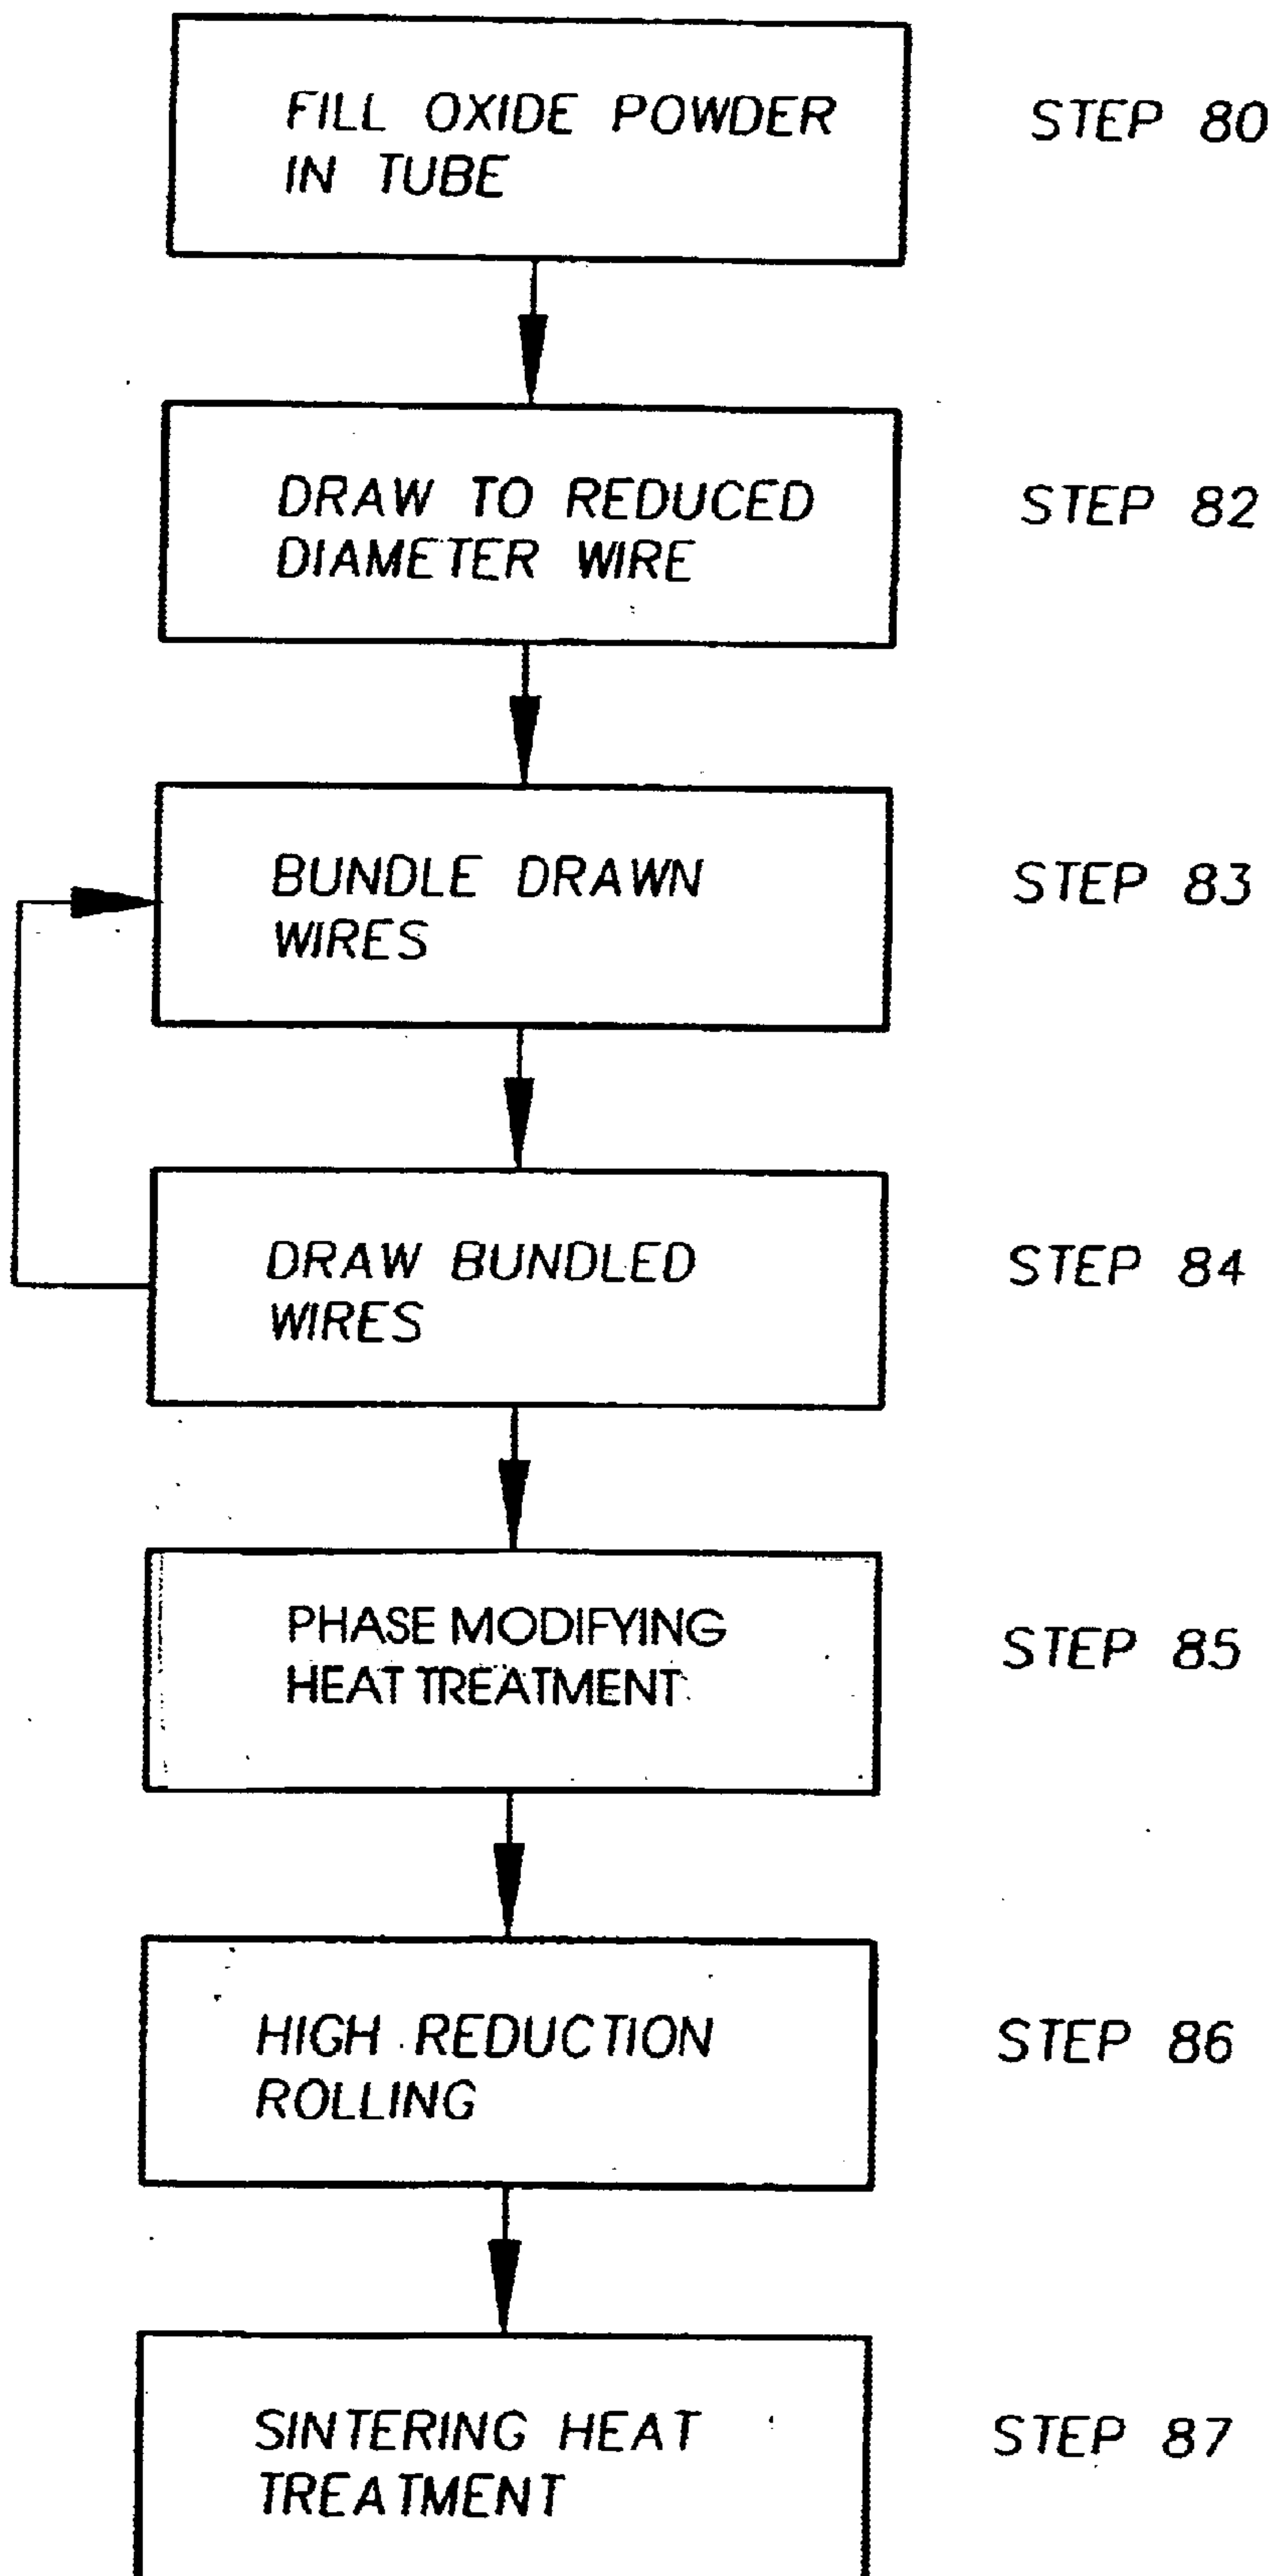 FILL OXIDE POWDER
IN TUBE
STEP 80
DRAW TO REDUCED
DIAMETER WIRE
STEP 82
BUNDLE DRAWN
WIRES
STEP 83
DRAW BUNDLED
WIRES
STEP 84
PHASE MODIFYING
HEAT TREATMENT
STEP 85
HIGH REDUCTION
ROLLING
STEP 86
SINTERING HEAT
TREATMENT
STEP 87